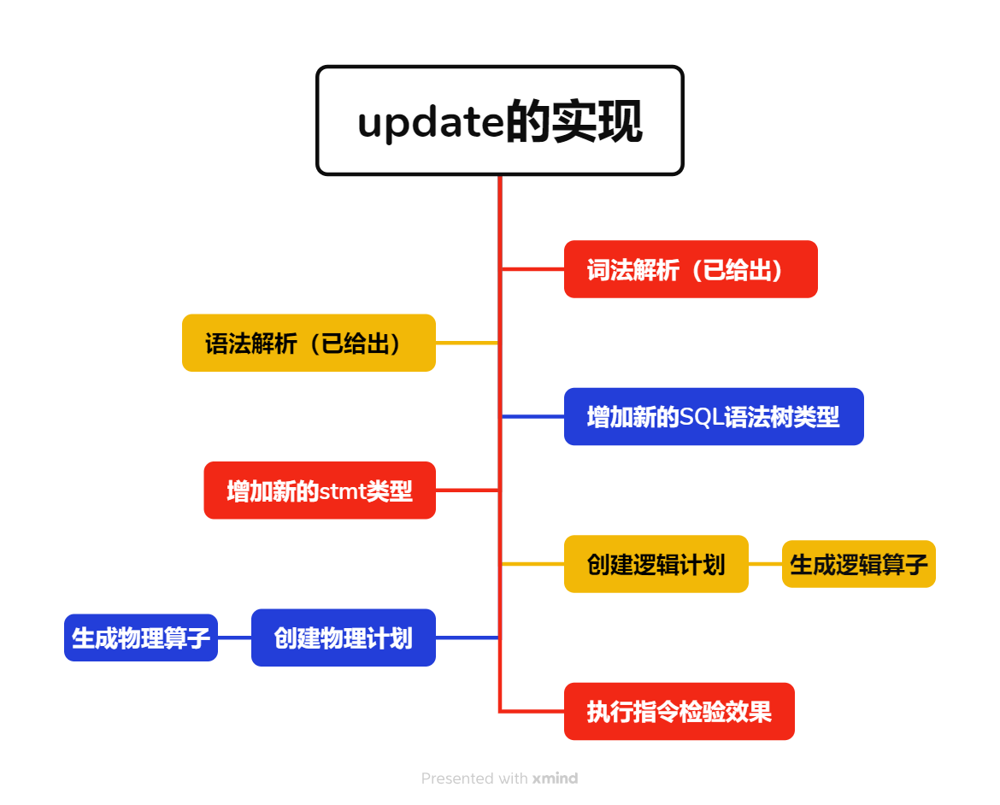 update的实现
词法解析（已给出）
语法解析（已给出）
增加新的SQL语法树类型
增加新的stmt类型
创建逻辑计划
生成逻辑算子
创建物理计划
生成物理算子
执行指令检验效果
Presented with xmind